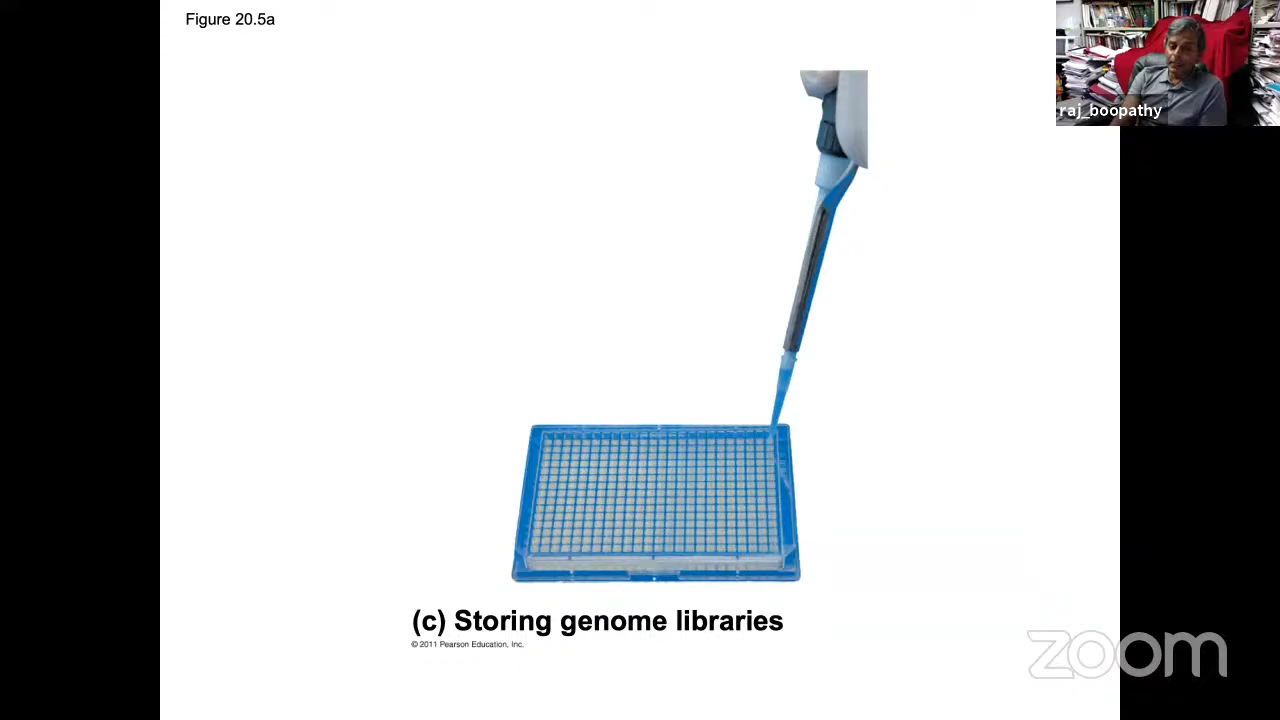 Figure 20.5a
raj_boopathy
(c) Storing genome libraries
© 2011 Pearson Education, Inc.
zoom